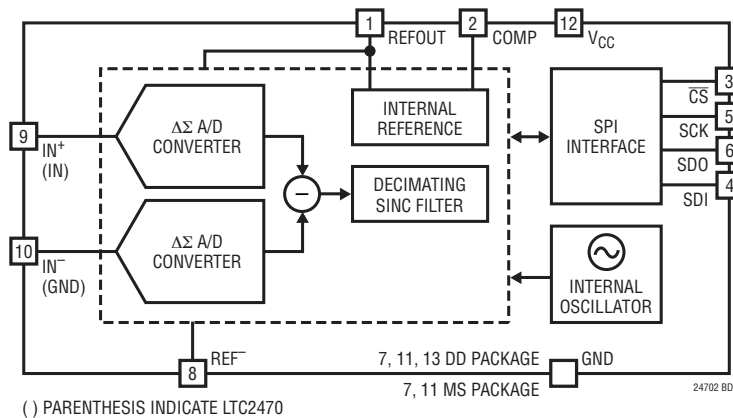 1
REFOUT
2
COMP
12
VCC
9
IN+
(IN)
ΔΣ A/D
CONVERTER
INTERNAL
REFERENCE
SPI
INTERFACE
3
CS
5
SCK
6
SDO
4
SDI
−
DECIMATING
SINC FILTER
10
IN−
(GND)
ΔΣ A/D
CONVERTER
INTERNAL
OSCILLATOR
8
REF−
7, 11, 13 DD PACKAGE
7, 11 MS PACKAGE
GND
24702 BD
( ) PARENTHESIS INDICATE LTC2470